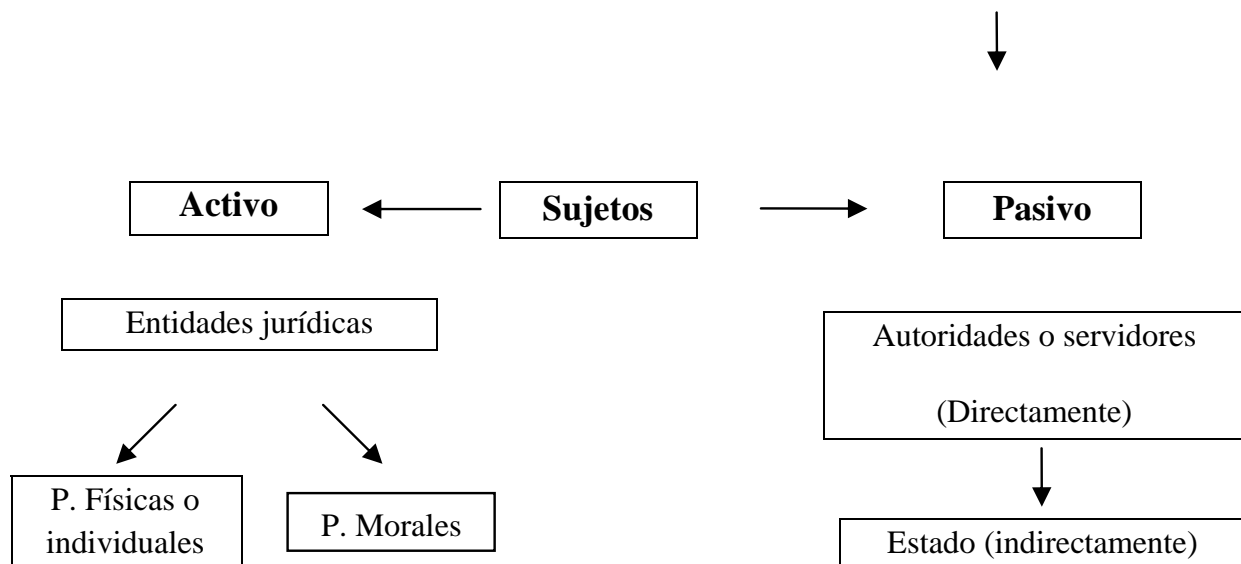 Activo
Sujetos
Pasivo
Entidades jurídicas
Autoridades o servidores
(Directamente)
P. Físicas o
individuales
P. Morales
Estado (indirectamente)